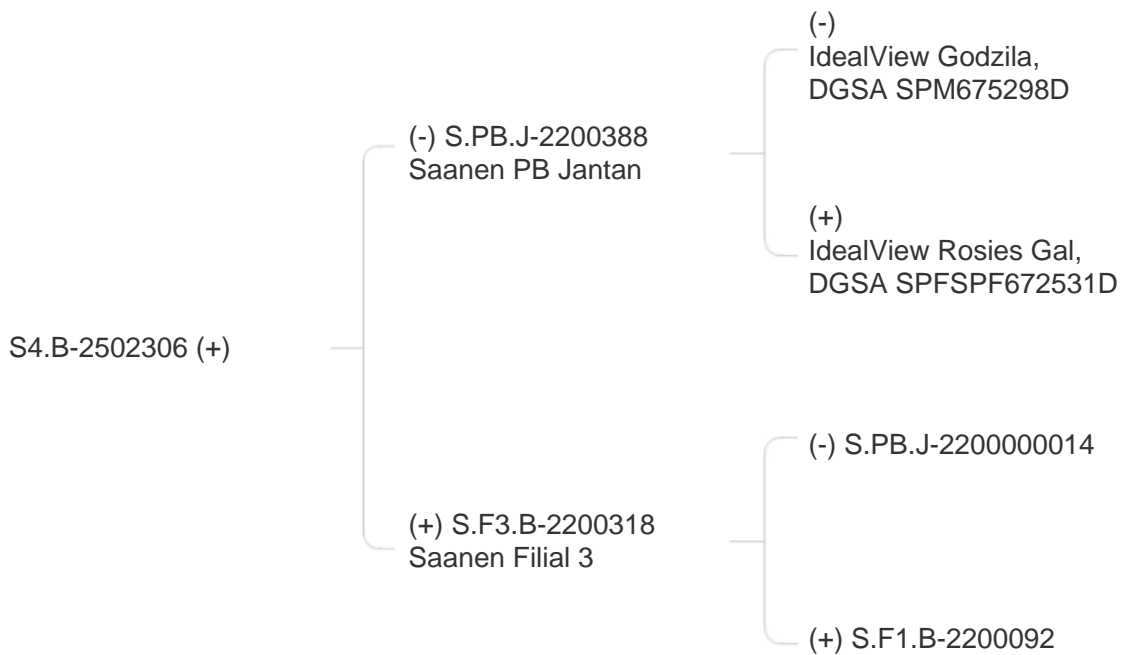 (-)
IdealView Godzila,
DGSA SPM675298D
(-) S.PB.J-2200388
Saanen PB Jantan
(+)
IdealView Rosies Gal,
DGSA SPFSPF672531D
S4.B-2502306 (+)
(-) S.PB.J-2200000014
(+) S.F3.B-2200318
Saanen Filial 3
(+) S.F1.B-2200092